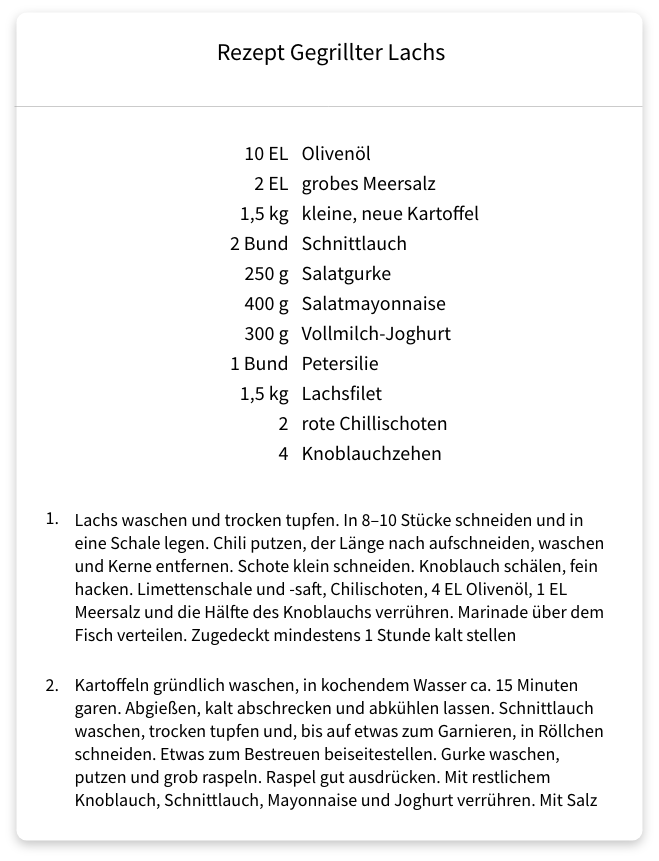 Rezept Gegrillter Lachs
10 EL Olivenöl
2 EL grobes Meersalz
1,5 kg kleine, neue Kartoffel
2 Bund Schnittlauch
250 g Salatgurke
400 g Salatmayonnaise
300 g Vollmilch-Joghurt
1 Bund Petersilie
1,5 kg Lachsfilet
2 rote Chillischoten
4 Knoblauchzehen
1. Lachs waschen und trocken tupfen. In 8–10 Stücke schneiden und in
eine Schale legen. Chili putzen, der Länge nach aufschneiden, waschen
und Kerne entfernen. Schote klein schneiden. Knoblauch schälen, fein
hacken. Limettenschale und -saft, Chilischoten, 4 EL Olivenöl, 1 EL
Meersalz und die Hälfte des Knoblauchs verrühren. Marinade über dem
Fisch verteilen. Zugedeckt mindestens 1 Stunde kalt stellen
2. Kartoffeln gründlich waschen, in kochendem Wasser ca. 15 Minuten
garen. Abgießen, kalt abschrecken und abkühlen lassen. Schnittlauch
waschen, trocken tupfen und, bis auf etwas zum Garnieren, in Röllchen
schneiden. Etwas zum Bestreuen beiseitestellen. Gurke waschen,
putzen und grob raspeln. Raspel gut ausdrücken. Mit restlichem
Knoblauch, Schnittlauch, Mayonnaise und Joghurt verrühren. Mit Salz